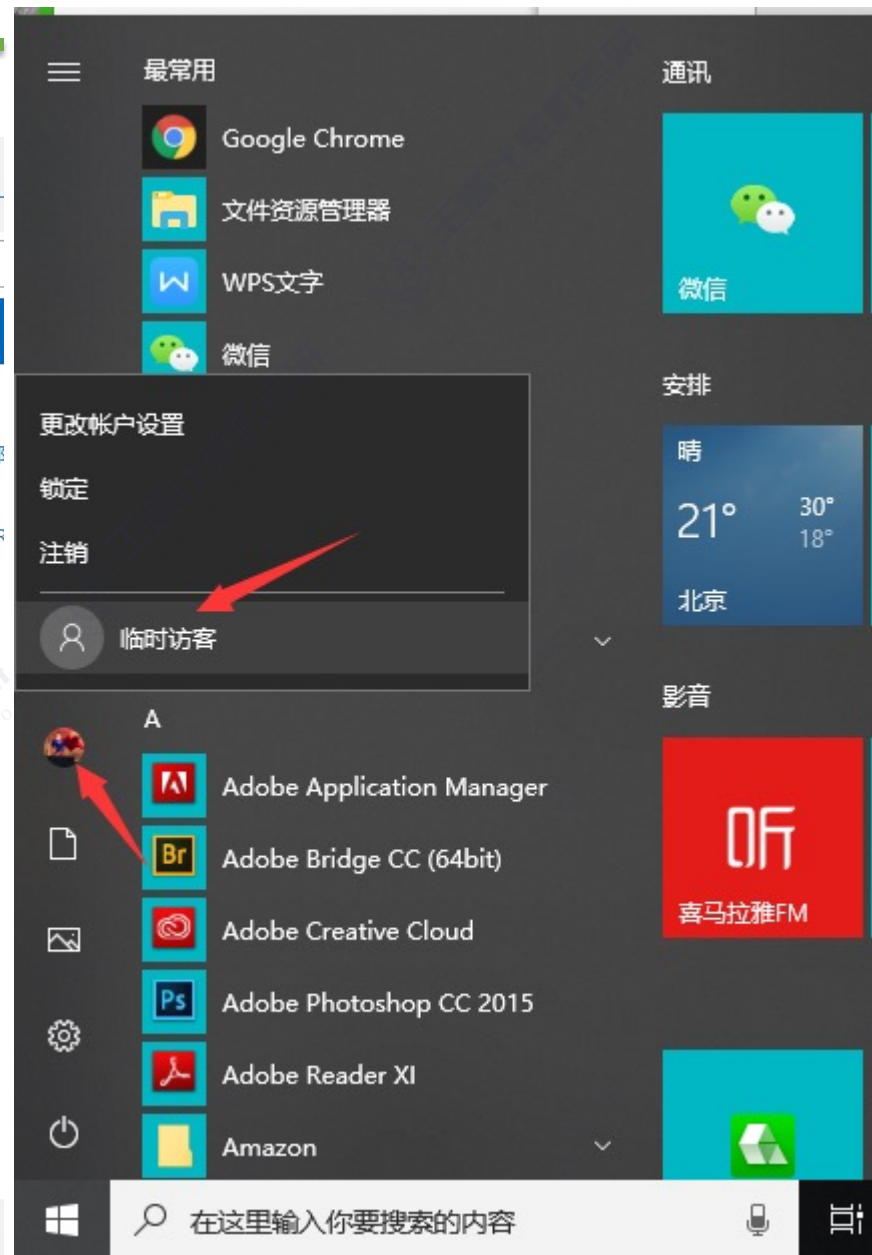 最常用
Google Chrome
文件资源管理器
WPS文字
微信
更改帐户设置
锁定
注销
临时访客
A
Adobe Application Manager
Adobe Bridge CC (64bit)
Adobe Creative Cloud
Adobe Photoshop CC 2015
Adobe Reader XI
Amazon
通讯
微信
安排
晴
21°
30°
18°
北京
影音
听
喜马拉雅FM
在这里输入你要搜索的内容